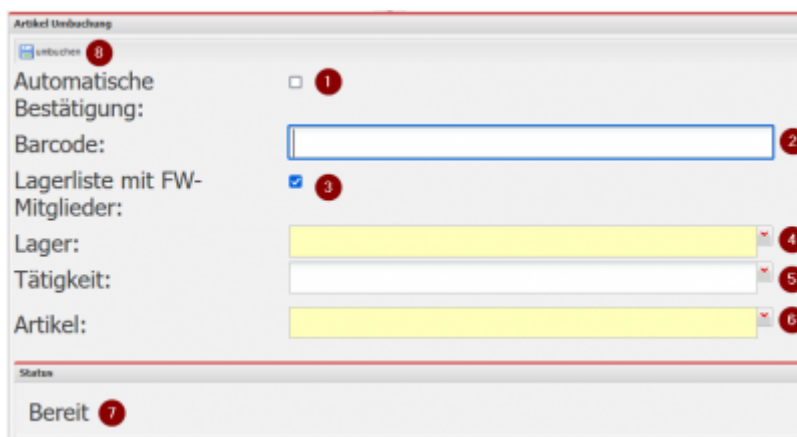 Artikel Umbuchung
umbuchen 8
Automatische 1
Bestätigung:
Barcode: 2
Lagerliste mit FW- 3
Mitglieder:
Lager: 4
Tätigkeit: 5
Artikel: 6
Status
Bereit 7